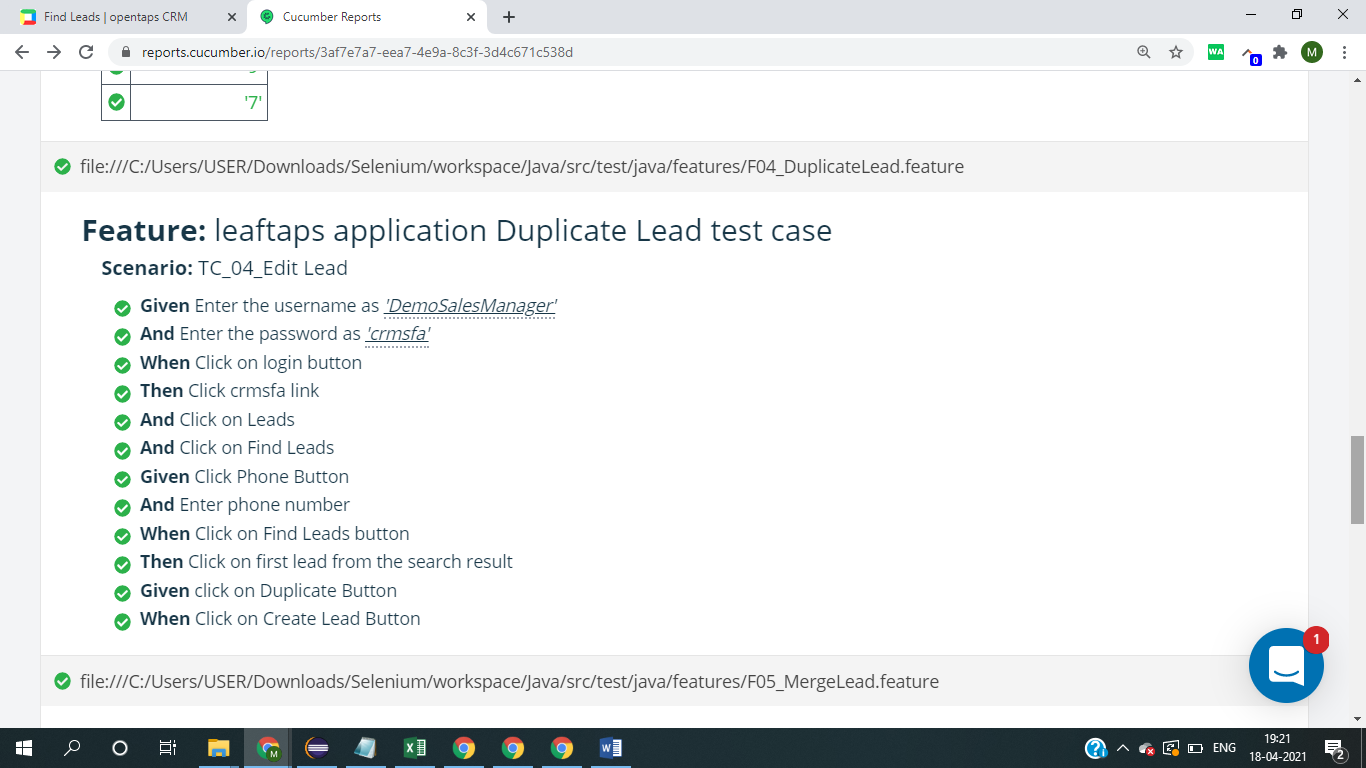 Find Leads | opentaps CRM
Cucumber Reports
reports.cucumber.io/reports/3af7e7a7-eea7-4e9a-8c3f-3d4c671c538d
WA
0
M
'7'
file:///C:/Users/USER/Downloads/Selenium/workspace/Java/src/test/java/features/F04_DuplicateLead.feature
Feature: leaftaps application Duplicate Lead test case
Scenario: TC_04_Edit Lead
Given Enter the username as 'DemoSalesManager'
And Enter the password as 'crmsfa'
When Click on login button
Then Click crmsfa link
And Click on Leads
And Click on Find Leads
Given Click Phone Button
And Enter phone number
When Click on Find Leads button
Then Click on first lead from the search result
Given click on Duplicate Button
When Click on Create Lead Button
1
file:///C:/Users/USER/Downloads/Selenium/workspace/Java/src/test/java/features/F05_MergeLead.feature
M
ENG
19:21
18-04-2021
2